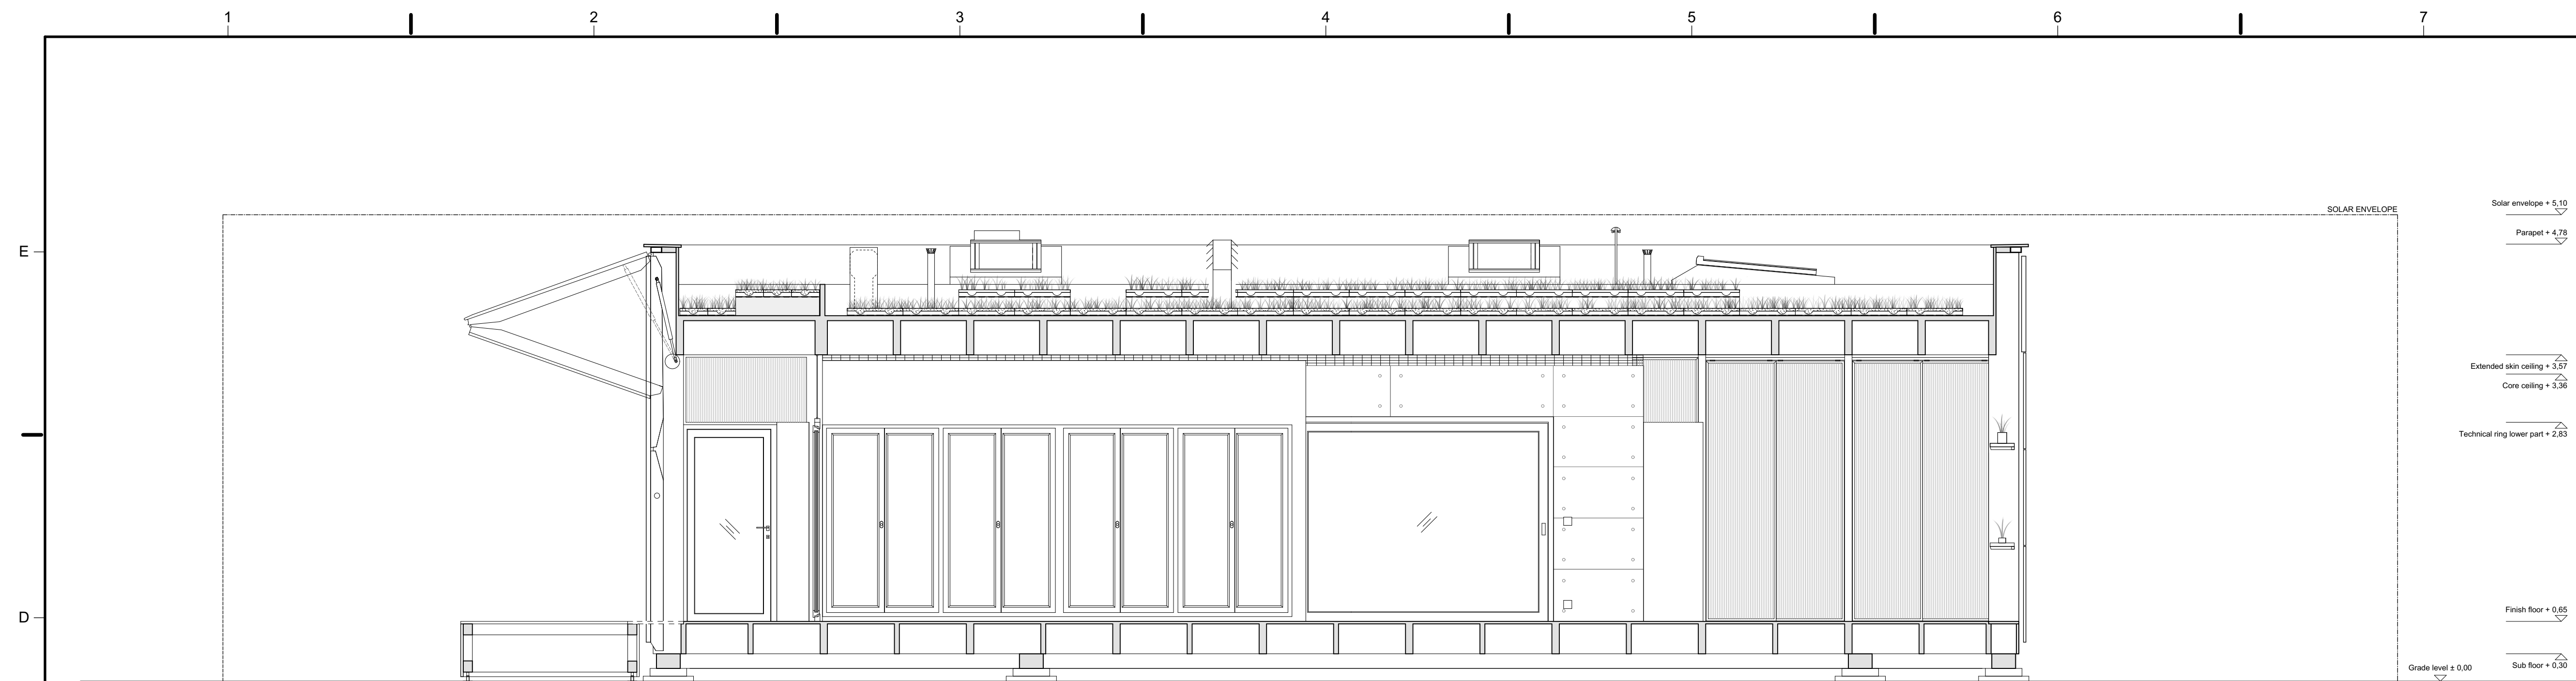 1 2 3 4 5 6 7
Solar envelope + 5,10
SOLAR ENVELOPE
Parapet + 4,78
E
Extended skin ceiling + 3,57
Core ceiling + 3,36
Technical ring lower part + 2,83
Finish floor + 0,65
D
Sub floor + 0,30
Grade level ± 0,00